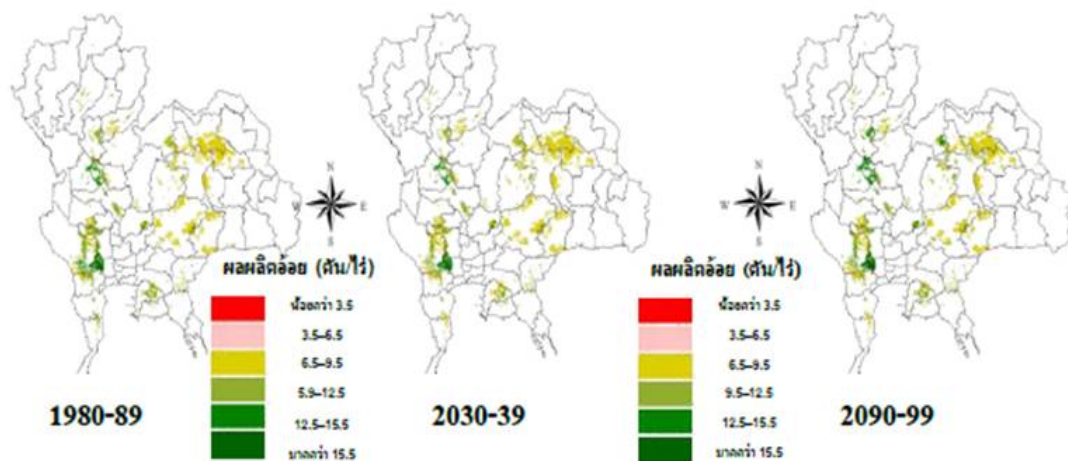 N
W E
S
ผลผลิตอ้อย (ตัน/ไร่)
น้อยกว่า 3.5
3.5–6.5
6.5–9.5
5.9–12.5
12.5–15.5
มากกว่า 15.5
N
W E
S
ผลผลิตอ้อย (ตัน/ไร่)
น้อยกว่า 3.5
3.5–6.5
6.5–9.5
9.5–12.5
12.5–15.5
มากกว่า 15.5
1980-89
2030-39
2090-99